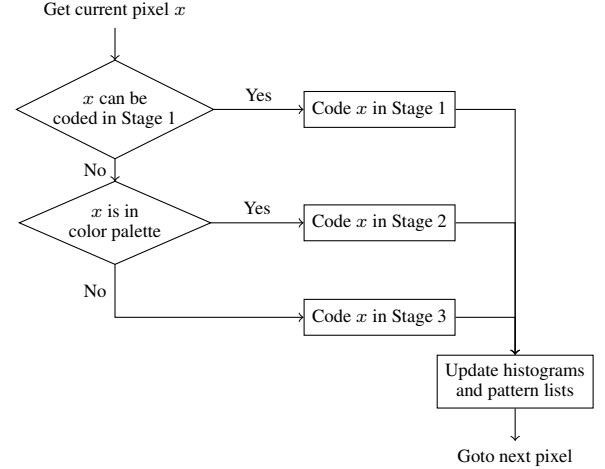 Get current pixel x
x can be
coded in Stage 1
Yes
Code x in Stage 1
No
x is in
color palette
Yes
Code x in Stage 2
No
Code x in Stage 3
Update histograms
and pattern lists
Goto next pixel